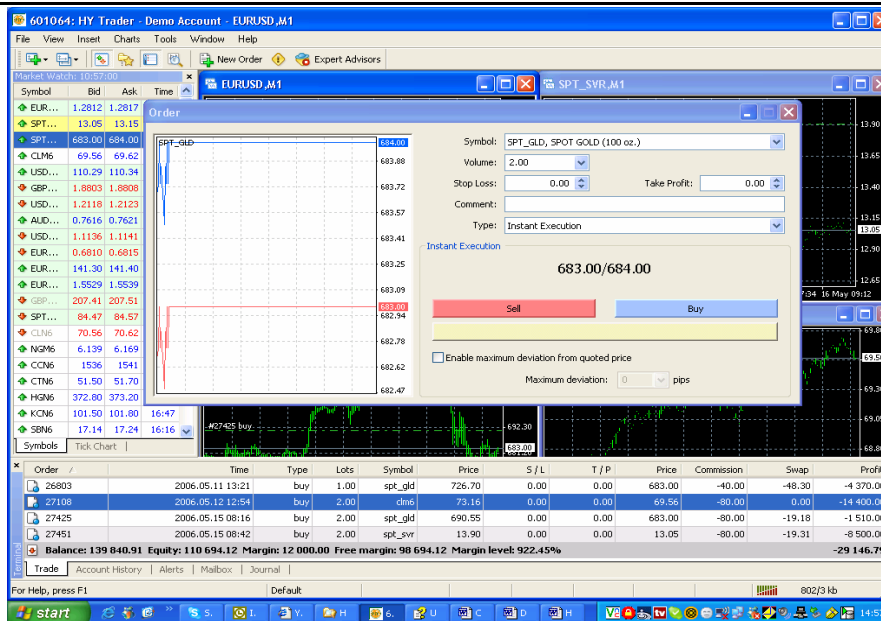 601064: HY Trader - Demo Account - EURUSD,M1
File View Insert Charts Tools Window Help
New Order Expert Advisors
Market Watch: 10:57:00
Symbol Bid Ask Time
EUR... 1.2812 1.2817
SPT... 13.05 13.15
SPT... 683.00 684.00
CLM6 69.56 69.62
USD... 110.29 110.34
GBP... 1.8803 1.8808
USD... 1.2118 1.2123
AUD... 0.7616 0.7621
USD... 1.1136 1.1141
EUR... 0.6810 0.6815
EUR... 141.30 141.40
EUR... 1.5529 1.5539
GBP... 207.41 207.51
SPT... 84.47 84.57
CLN6 70.56 70.62
NGM6 6.139 6.169
CCN6 1536 1541
CTN6 51.50 51.70
HGN6 372.80 373.20
KCN6 101.50 101.80 16:47
SBN6 17.14 17.24 16:16
Symbols Tick Chart
EURUSD,M1
SPT_SVR,M1
13.90
13.65
13.40
13.15
13.05
12.90
12.65
7:34 16 May 09:12
69.80
69.50
69.30
69.05
68.80
#27425 buy
692.30
683.00
Order
SPT_GLD
684.00
683.88
683.72
683.57
683.41
683.25
683.09
683.00
682.94
682.78
682.62
682.47
Symbol: SPT_GLD, SPOT GOLD (100 oz.)
Volume: 2.00
Stop Loss: 0.00 Take Profit: 0.00
Comment:
Type: Instant Execution
Instant Execution
683.00/684.00
Sell Buy
Enable maximum deviation from quoted price
Maximum deviation: 0 pips
Order Time Type Lots Symbol Price S / L T / P Price Commission Swap Profit
26803 2006.05.11 13:21 buy 1.00 spt_gld 726.70 0.00 0.00 683.00 -40.00 -48.30 -4 370.00
27108 2006.05.12 12:54 buy 2.00 clm6 73.16 0.00 0.00 69.56 -80.00 0.00 -14 400.00
27425 2006.05.15 08:16 buy 2.00 spt_gld 690.55 0.00 0.00 683.00 -80.00 -19.18 -1 510.00
27451 2006.05.15 08:42 buy 2.00 spt_svr 13.90 0.00 0.00 13.05 -80.00 -19.31 -8 500.00
Balance: 139 840.91 Equity: 110 694.12 Margin: 12 000.00 Free margin: 98 694.12 Margin level: 922.45% -29 146.79
Terminal
Trade Account History Alerts Mailbox Journal
For Help, press F1 Default 802/3 kb
start S. I. Y. H 6. U C D H 14:57